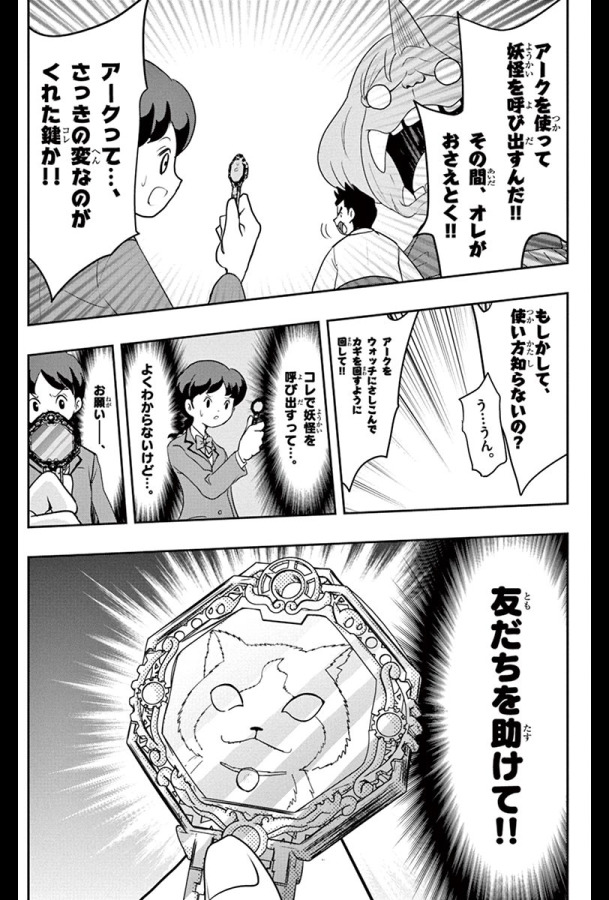 アークを使って
妖怪を呼び出すんだ!!
その間、オレが
おさえとく!!
アークって…、
さっきの変なのが
くれた鍵か!!
もしかして、
使い方知らないの?
う…うん。
アークを
ウォッチにさしこんで
カギを回すように
回して!!
コレで妖怪を
呼び出すって…。
よくわからないけど…。
お願い──、
友だちを助けて!!